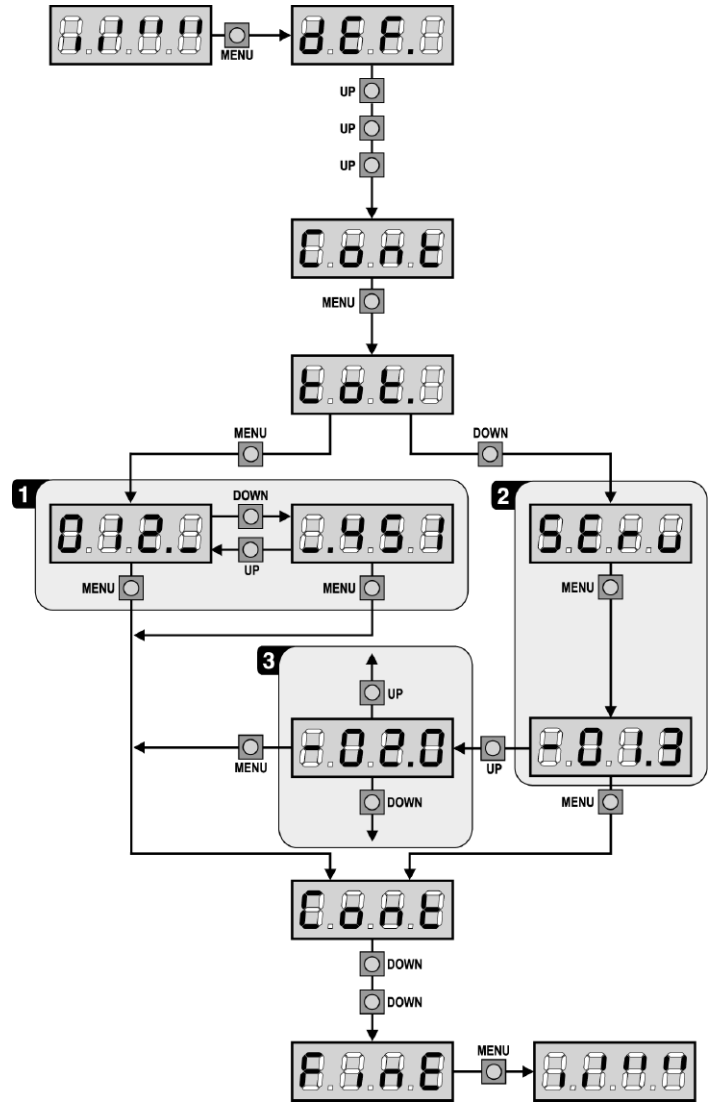 dEF.
MENU
UP
UP
UP
Cont
MENU
tot.
MENU
DOWN
1
2
DOWN
012._
_.451
SErv
UP
MENU
MENU
MENU
3
UP
-02.0
-01.3
MENU
UP
DOWN
MENU
Cont
DOWN
DOWN
MENU
FinE